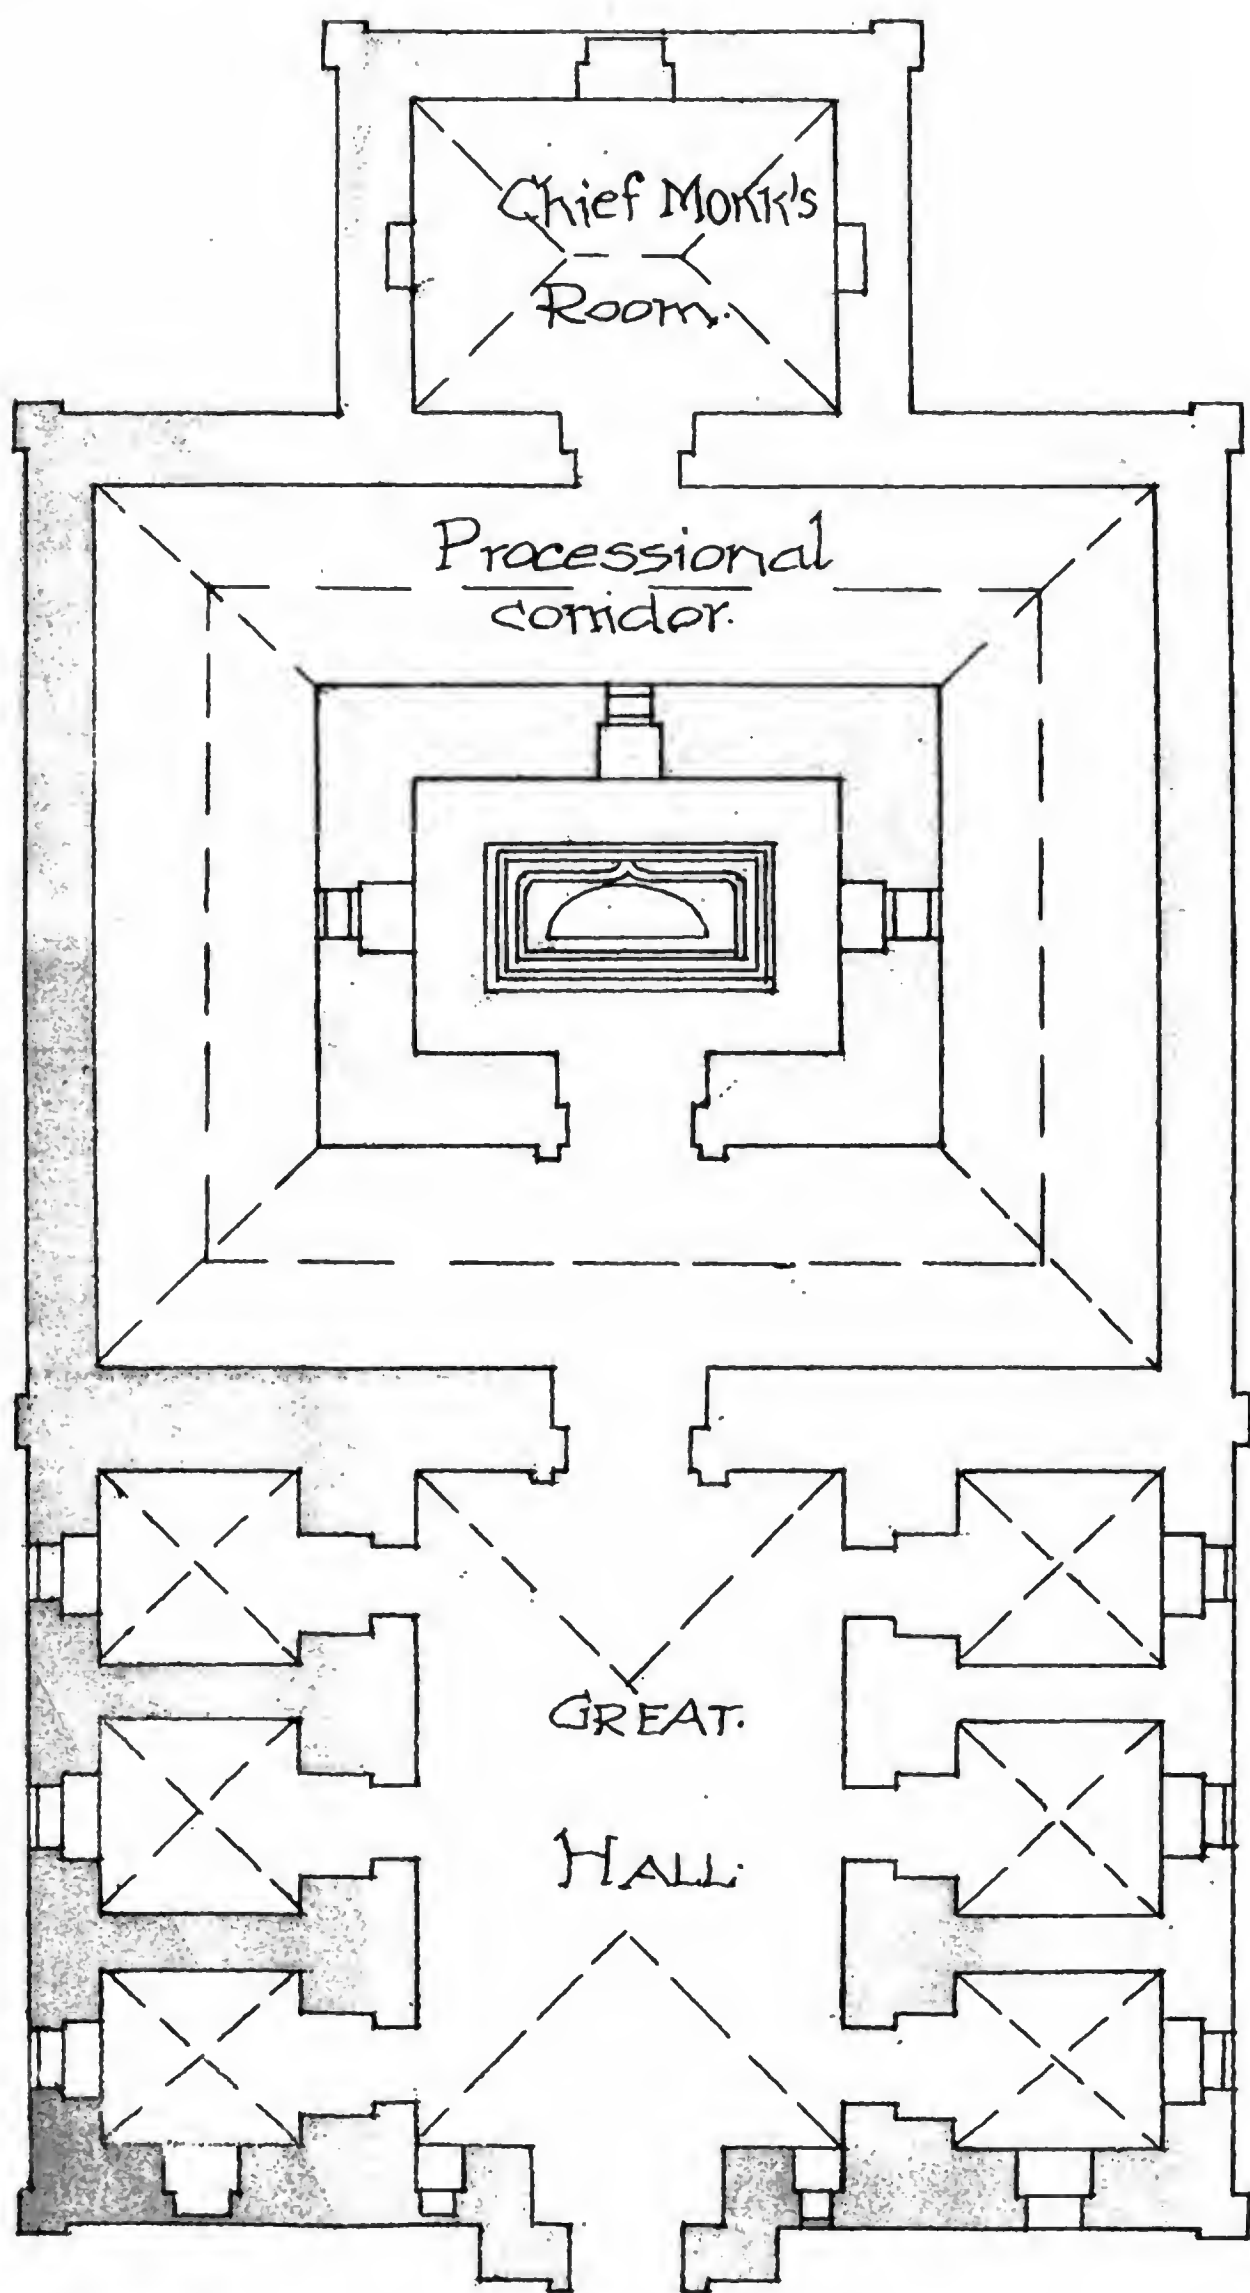 Chief Monk's
Room.
Processional
corridor.
GREAT.
HALL.